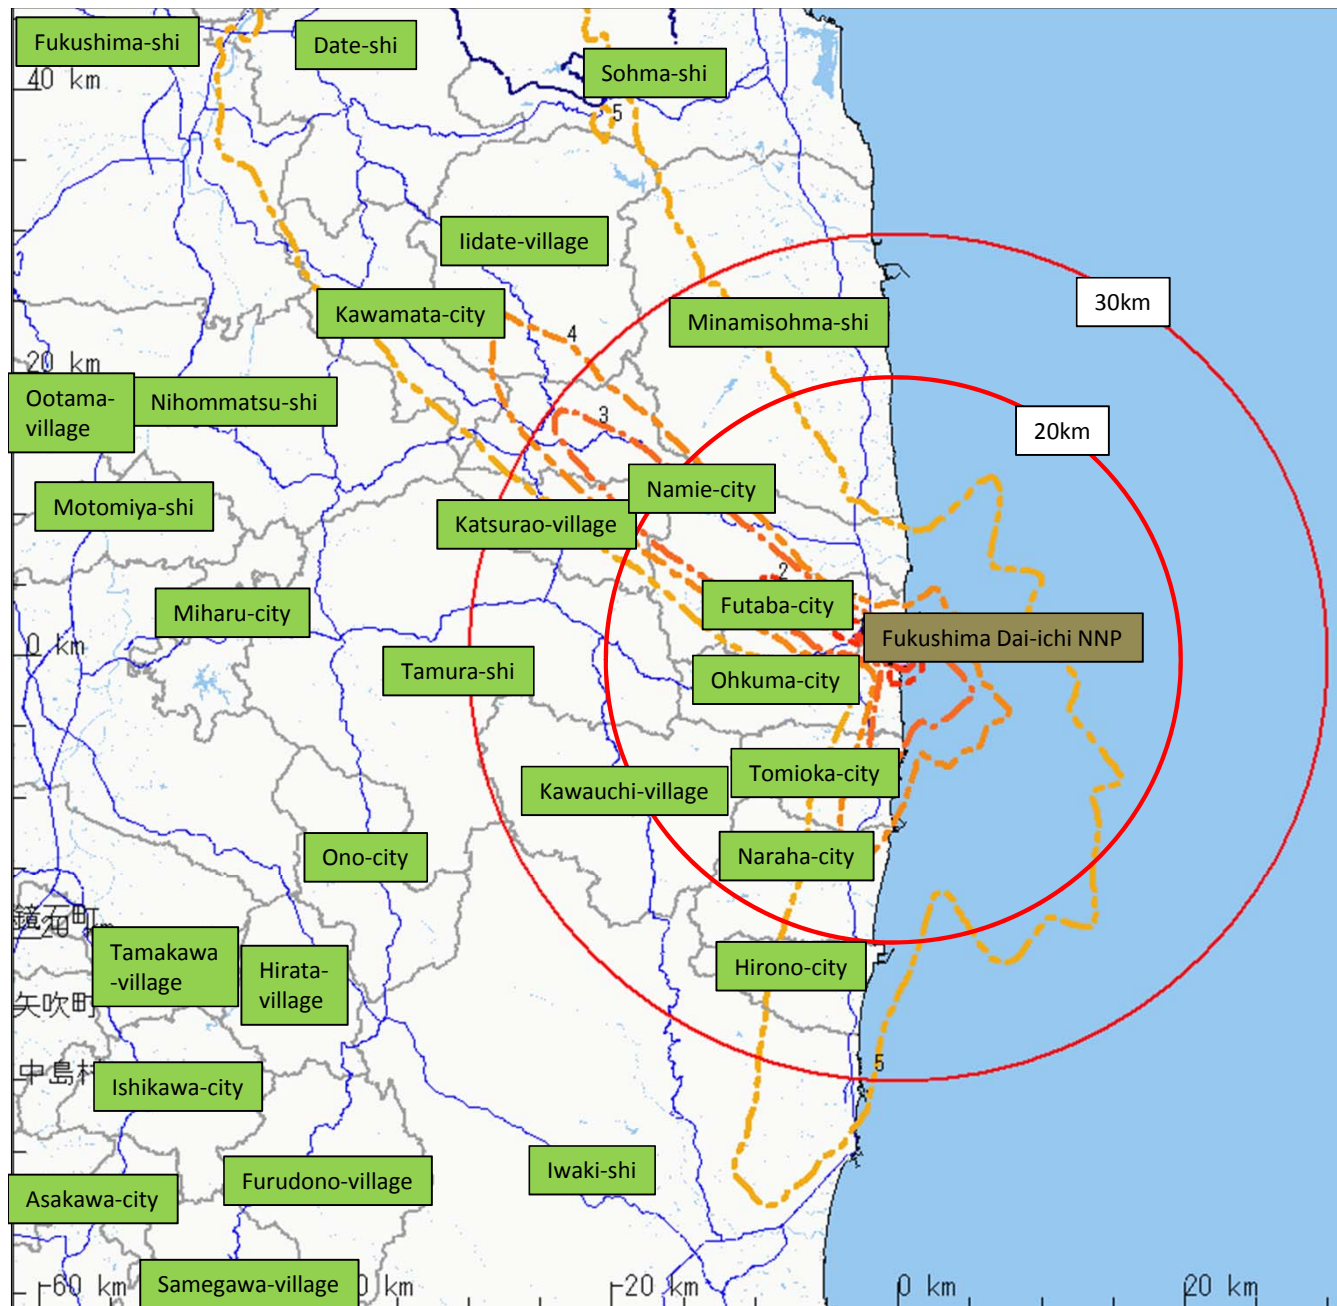 Fukushima-shi
Date-shi
Sohma-shi
40 km
5
Iidate-village
30km
Kawamata-city
Minamisohma-shi
4
20 km
Ootama-
village
Nihommatsu-shi
3
20km
Namie-city
Motomiya-shi
Katsurao-village
2
Miharu-city
Futaba-city
Fukushima Dai-ichi NNP
0 km
Tamura-shi
Ohkuma-city
Tomioka-city
Kawauchi-village
Ono-city
Naraha-city
鏡石町
-20 km
Tamakawa
-village
Hirata-
village
Hirono-city
矢吹町
5
中島村
Ishikawa-city
Iwaki-shi
Furudono-village
Asakawa-city
Samegawa-village
-60 km
0 km
-20 km
0 km
20 km